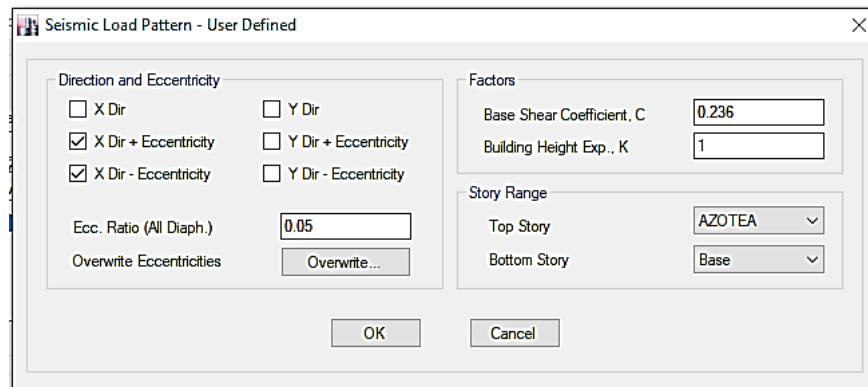 Seismic Load Pattern - User Defined
Direction and Eccentricity
X Dir
Y Dir
X Dir + Eccentricity
Y Dir + Eccentricity
X Dir - Eccentricity
Y Dir - Eccentricity
Ecc. Ratio (All Diaph.)
0.05
Overwrite Eccentricities
Overwrite...
Factors
Base Shear Coefficient, C
0.236
Building Height Exp., K
1
Story Range
Top Story
AZOTEA
Bottom Story
Base
OK
Cancel